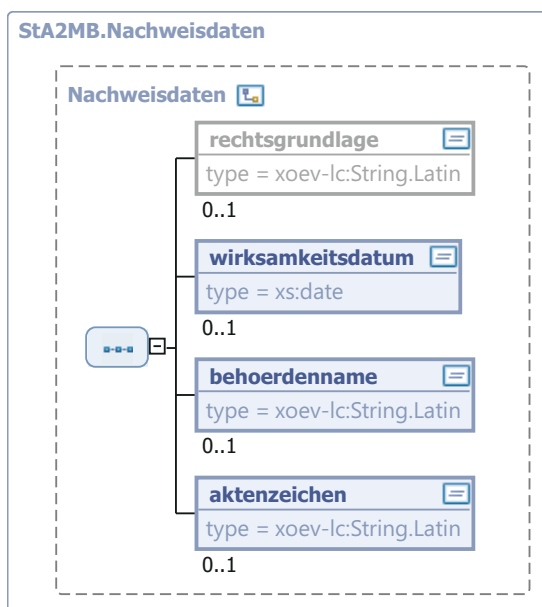 StA2MB.Nachweisdaten
Nachweisdaten
rechtsgrundlage
type = xoev-lc:String.Latin
0..1
wirksamkeitsdatum
type = xs:date
0..1
behoerdenname
type = xoev-lc:String.Latin
0..1
aktenzeichen
type = xoev-lc:String.Latin
0..1